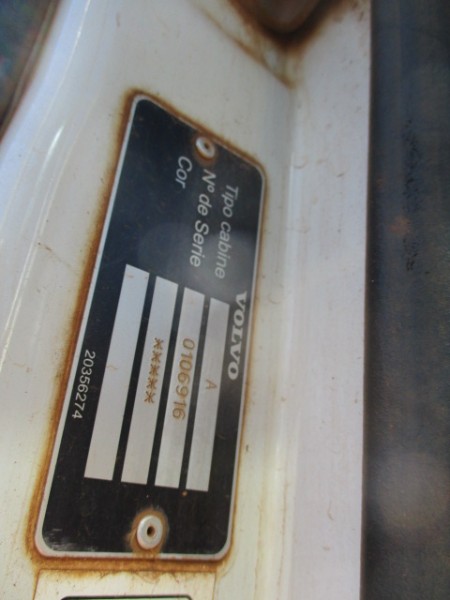 VOLVO
Tipo cabine A
Nº de Serie 0106916
Cor *****
20356274